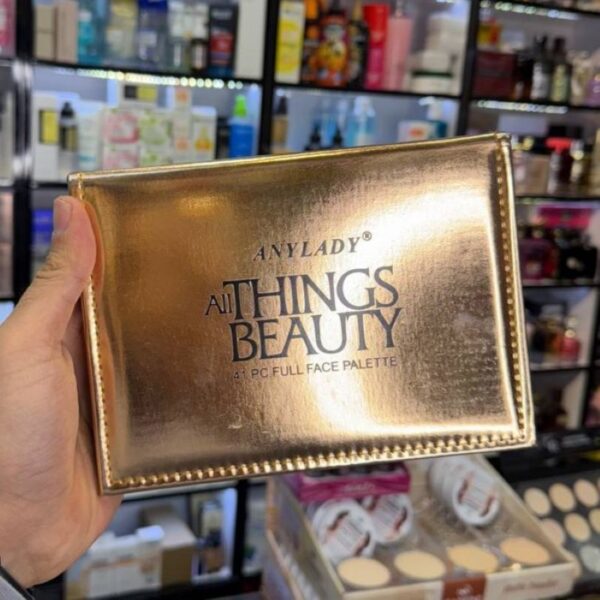 ANYLADY®
All THINGS
BEAUTY
41 PC.FULL FACE PALETTE